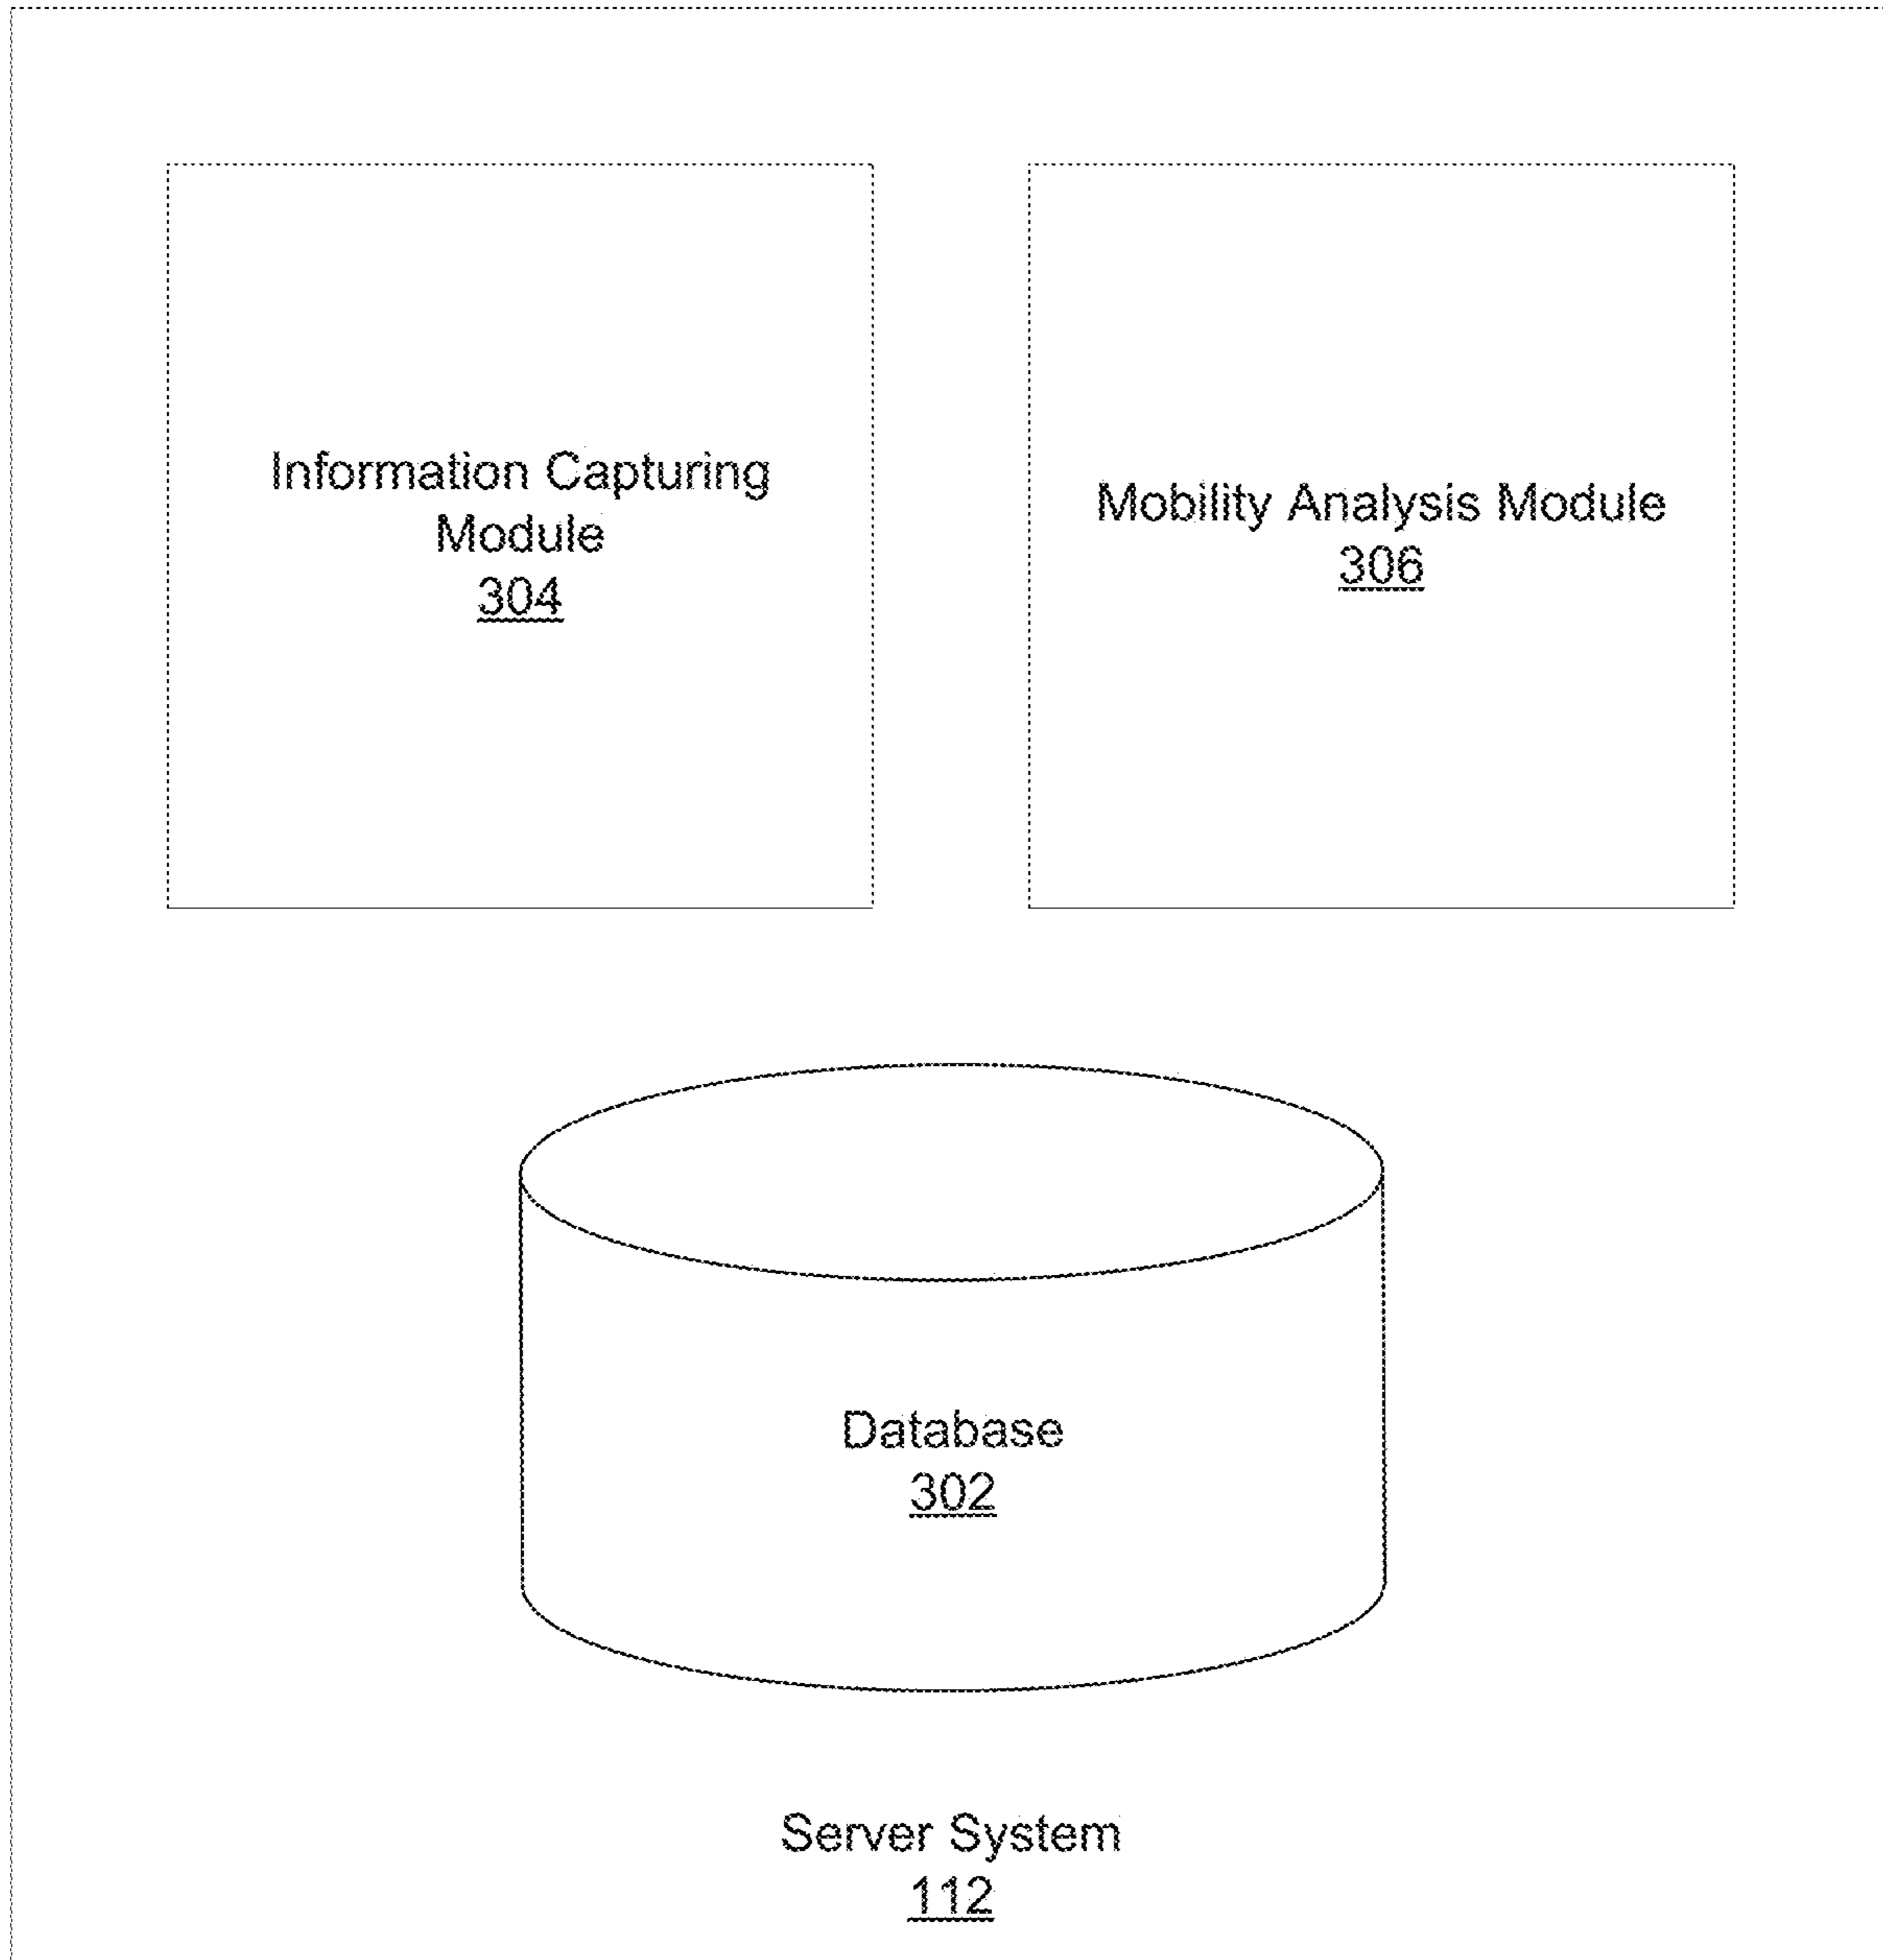 Information Capturing
Module
304
Mobility Analysis Module
306
Database
302
Server System
112